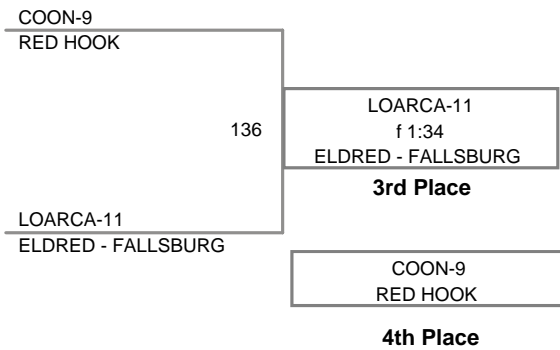 COON-9
RED HOOK
136
LOARCA-11
f 1:34
ELDRED - FALLSBURG
3rd Place
LOARCA-11
ELDRED - FALLSBURG
COON-9
RED HOOK
4th Place